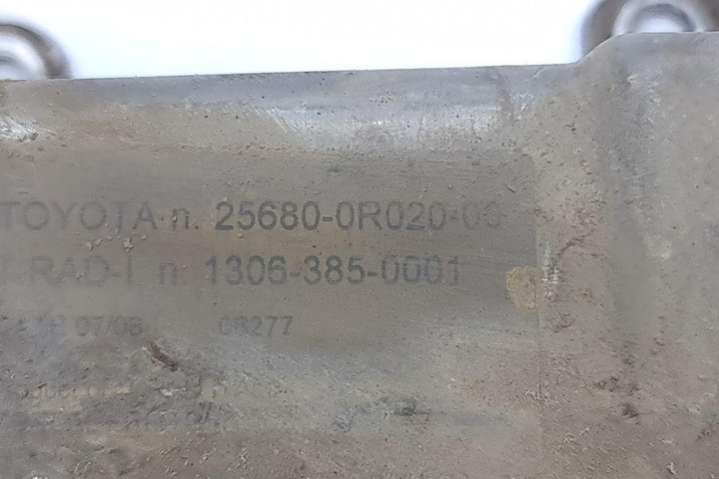 TOYOTA n. 25680-0R020-00
RAD-I n. 1306-385-0001
07/08 08277